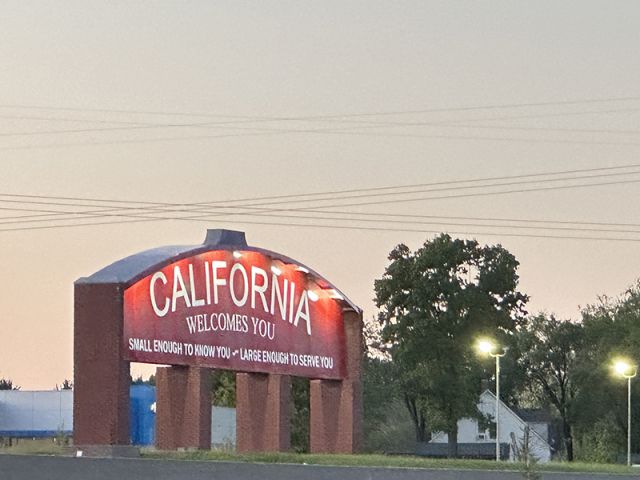 CALIFORNIA
WELCOMES YOU
SMALL ENOUGH TO KNOW YOU ~ LARGE ENOUGH TO SERVE YOU